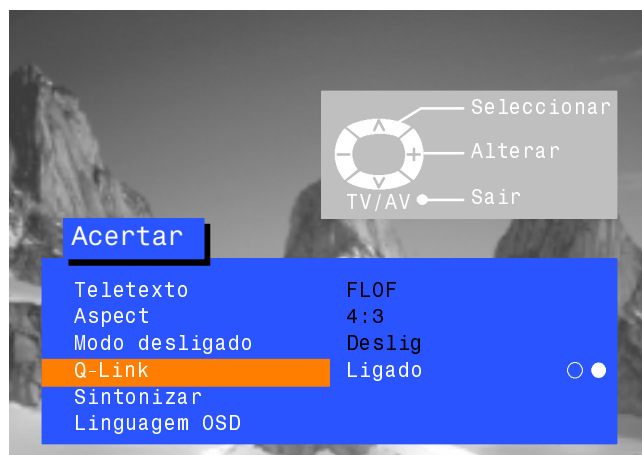 Seleccionar
Alterar
TV/AV Sair
Acertar
Teletexto FLOF
Aspect 4:3
Modo desligado Deslig
Q-Link Ligado
Sintonizar
Linguagem OSD